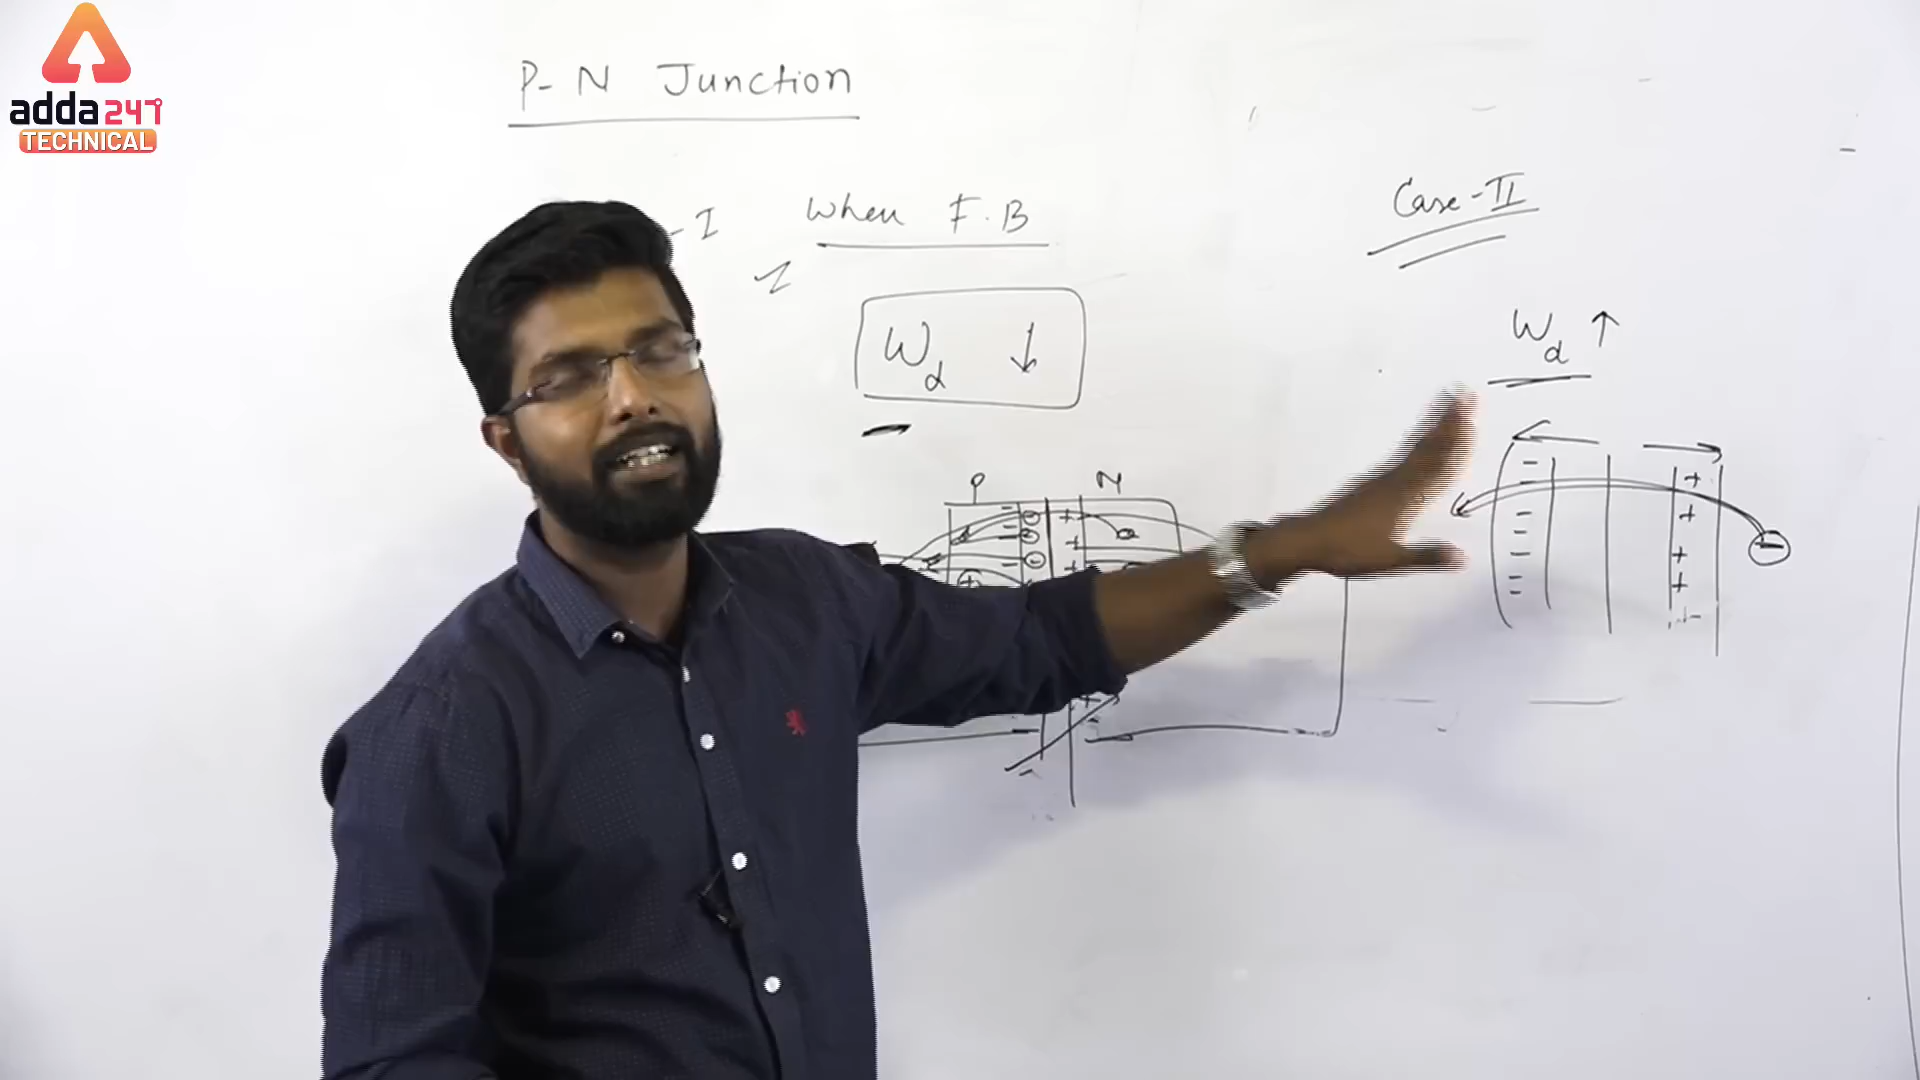 adda247
TECHNICAL
P-N Junction
-I When F.B
Wd ↓
P N
Case-II
Wd ↑